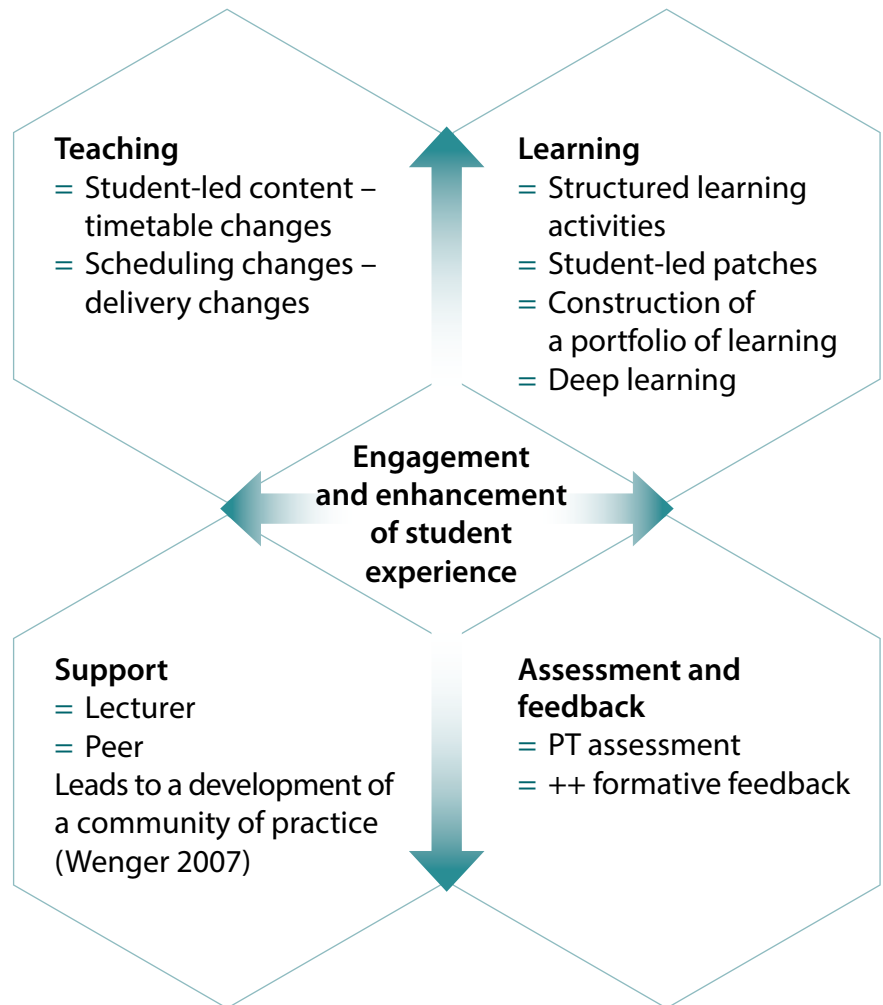 Teaching
= Student-led content –
timetable changes
= Scheduling changes –
delivery changes
Learning
= Structured learning
activities
= Student-led patches
= Construction of
a portfolio of learning
= Deep learning
Engagement
and enhancement
of student
experience
Support
= Lecturer
= Peer
Leads to a development of
a community of practice
(Wenger 2007)
Assessment and
feedback
= PT assessment
= ++ formative feedback